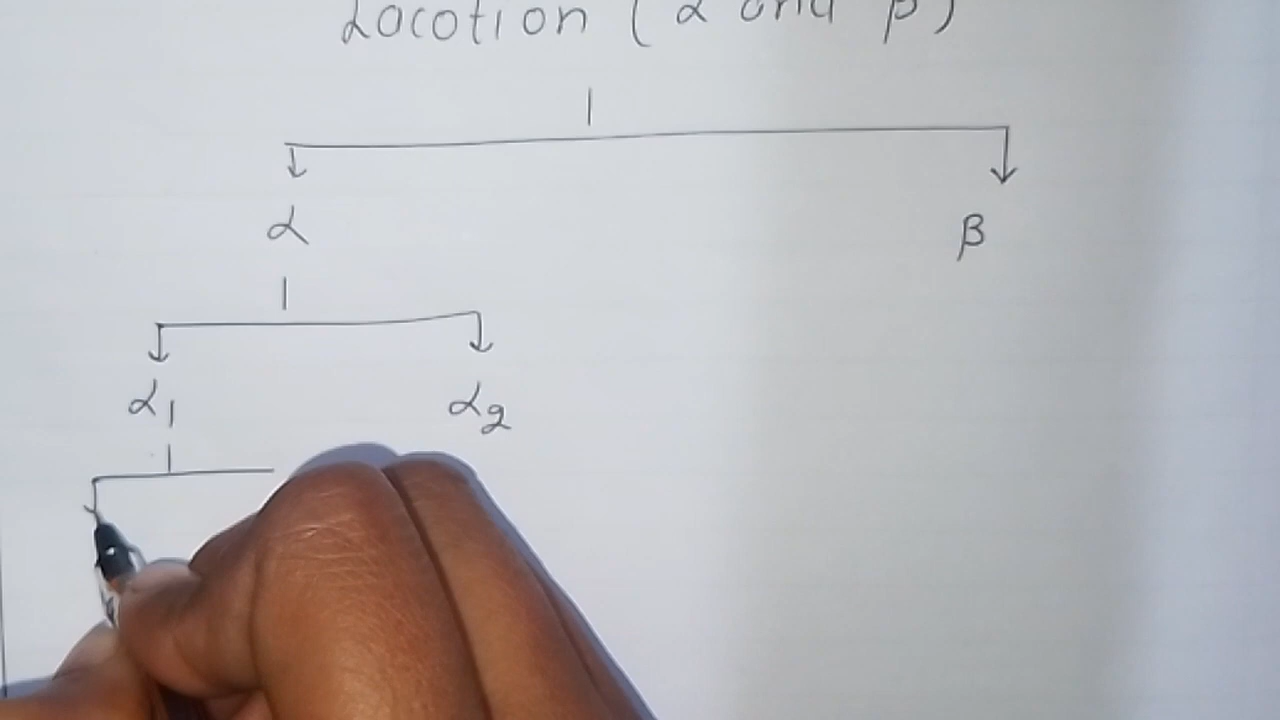 Location (α and β)
α β
α1 α2